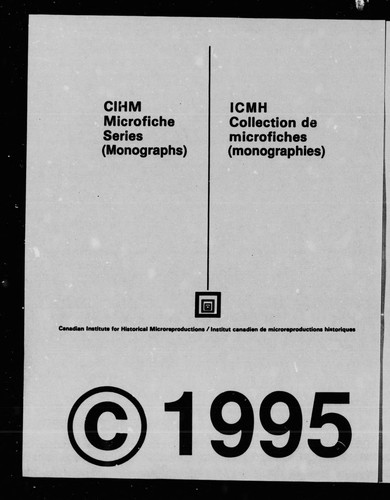 CIHM
Microfiche
Series
(Monographs)
ICMH
Collection de
microfiches
(monographies)
Canadian Institute for Historical Microreproductions / Institut canadien de microreproductions historiques
© 1995